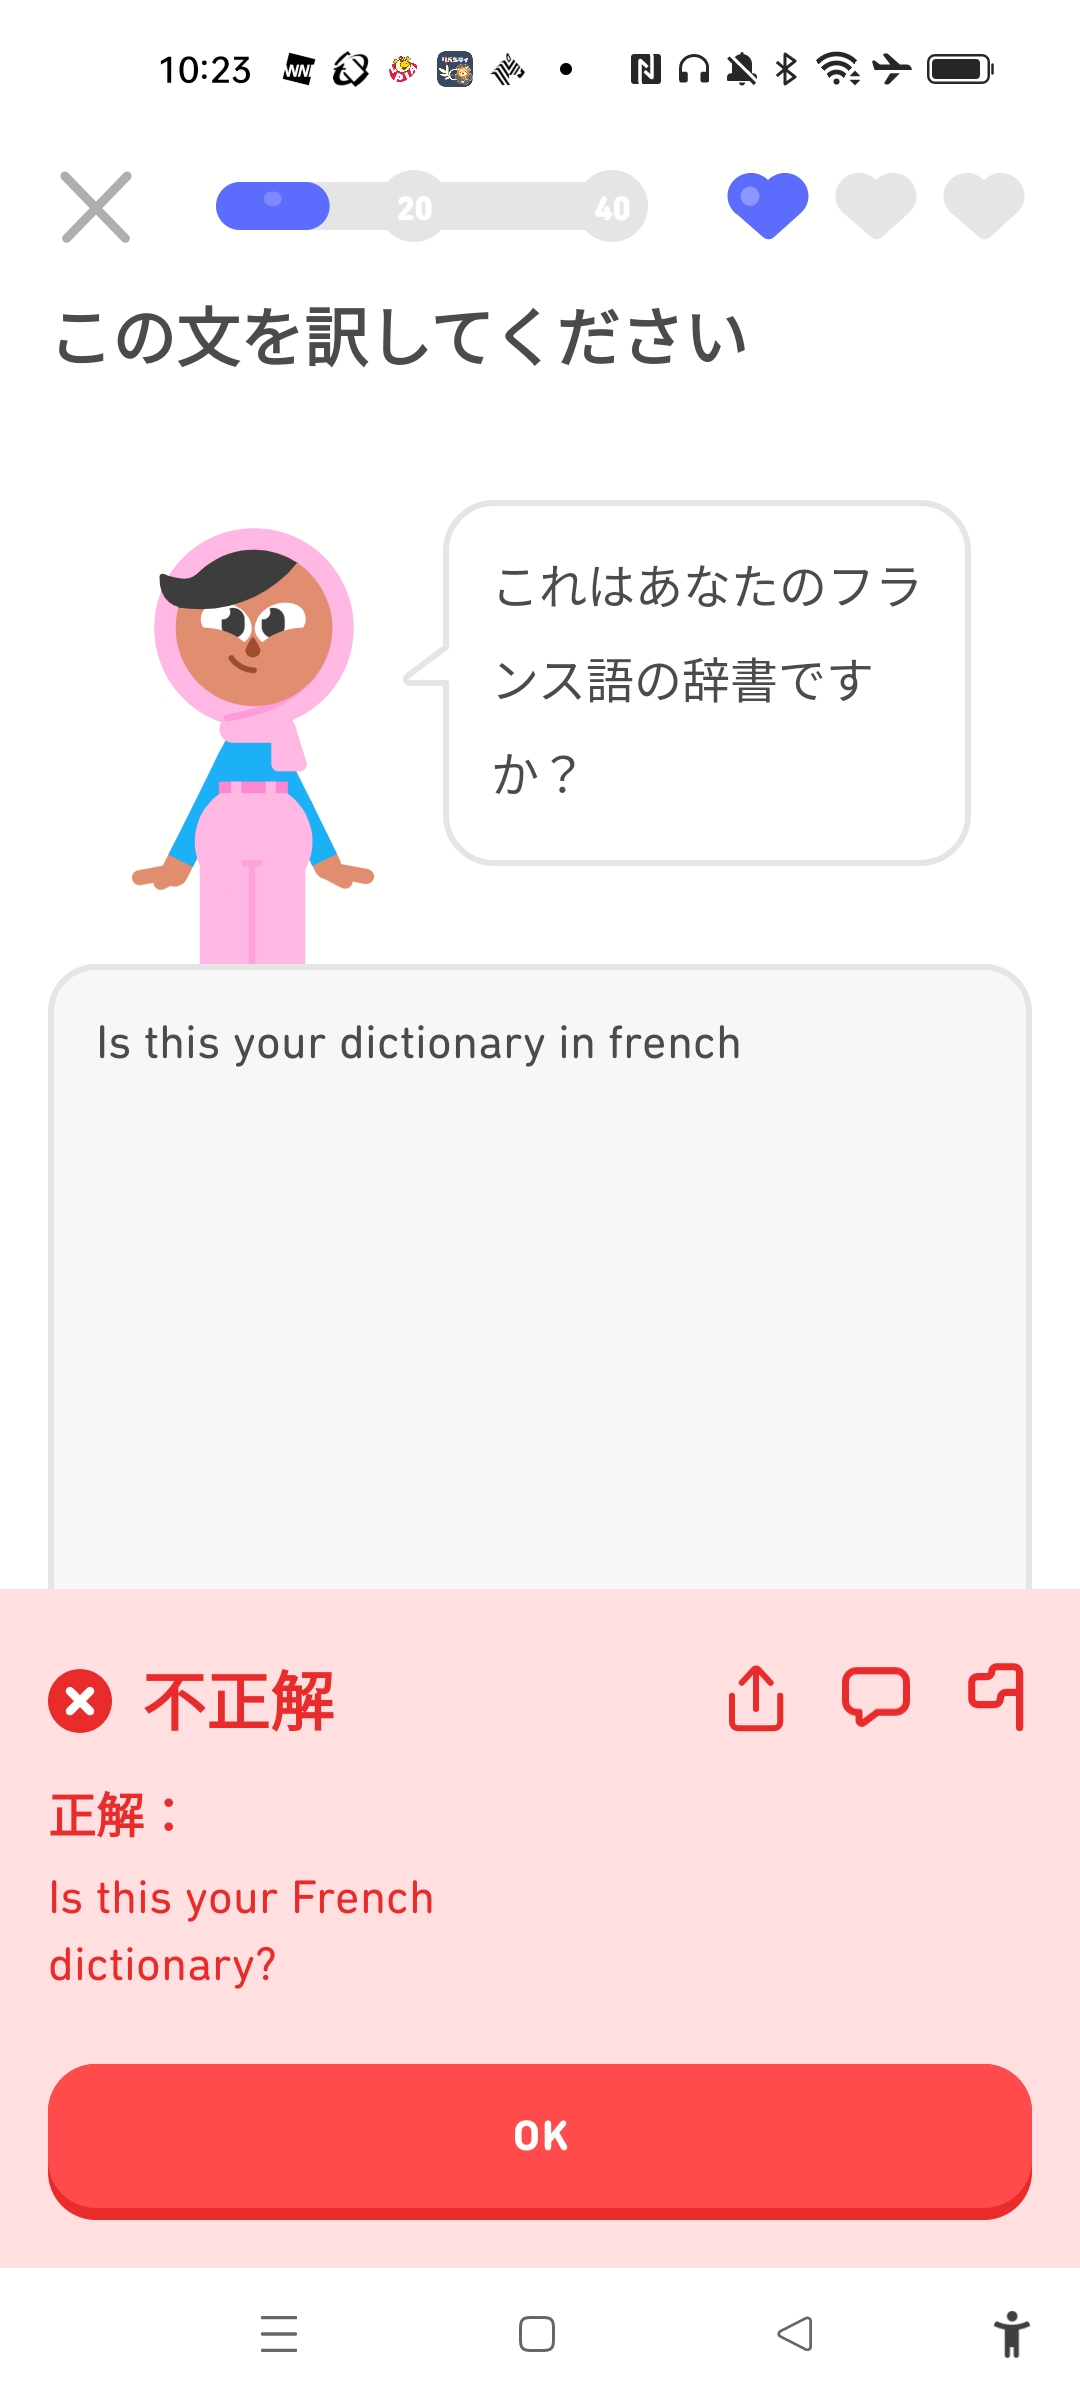 10:23
20
40
この文を訳してください
これはあなたのフラ
ンス語の辞書です
か？
Is this your dictionary in french
不正解
正解：
Is this your French
dictionary?
OK